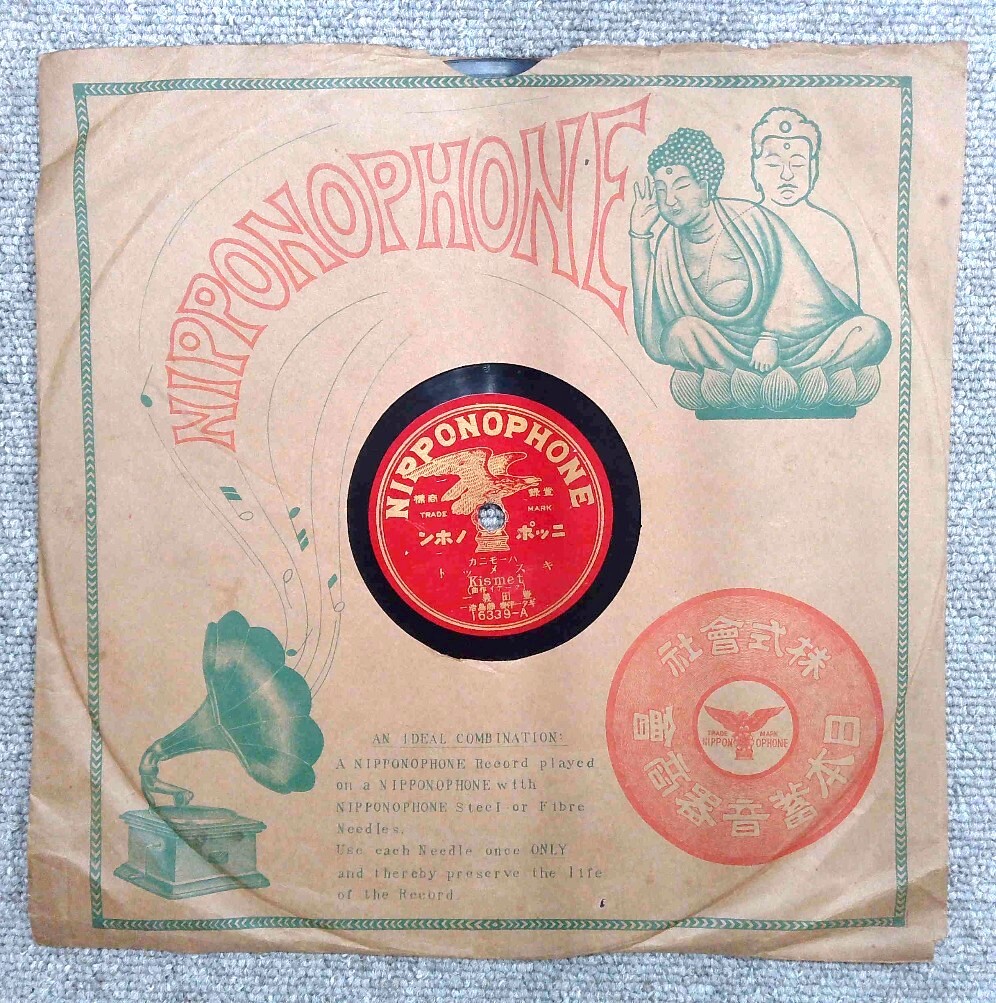 NIPPONOPHONE
NIPPONOPHONE
標商
錄登
TRADE
MARK
ンホノ
ポッニ
カニモーハ
トッメスキ
Kismet
16339-A
株式會社
日本蓄音器商會
TRADE MARK
NIPPONOPHONE
AN IDEAL COMBINATION:
A NIPPONOPHONE Record played
on a NIPPONOPHONE with
NIPPONOPHONE Steel or Fibre
Needles.
Use each Needle once ONLY
and thereby preserve the life
of the Record.